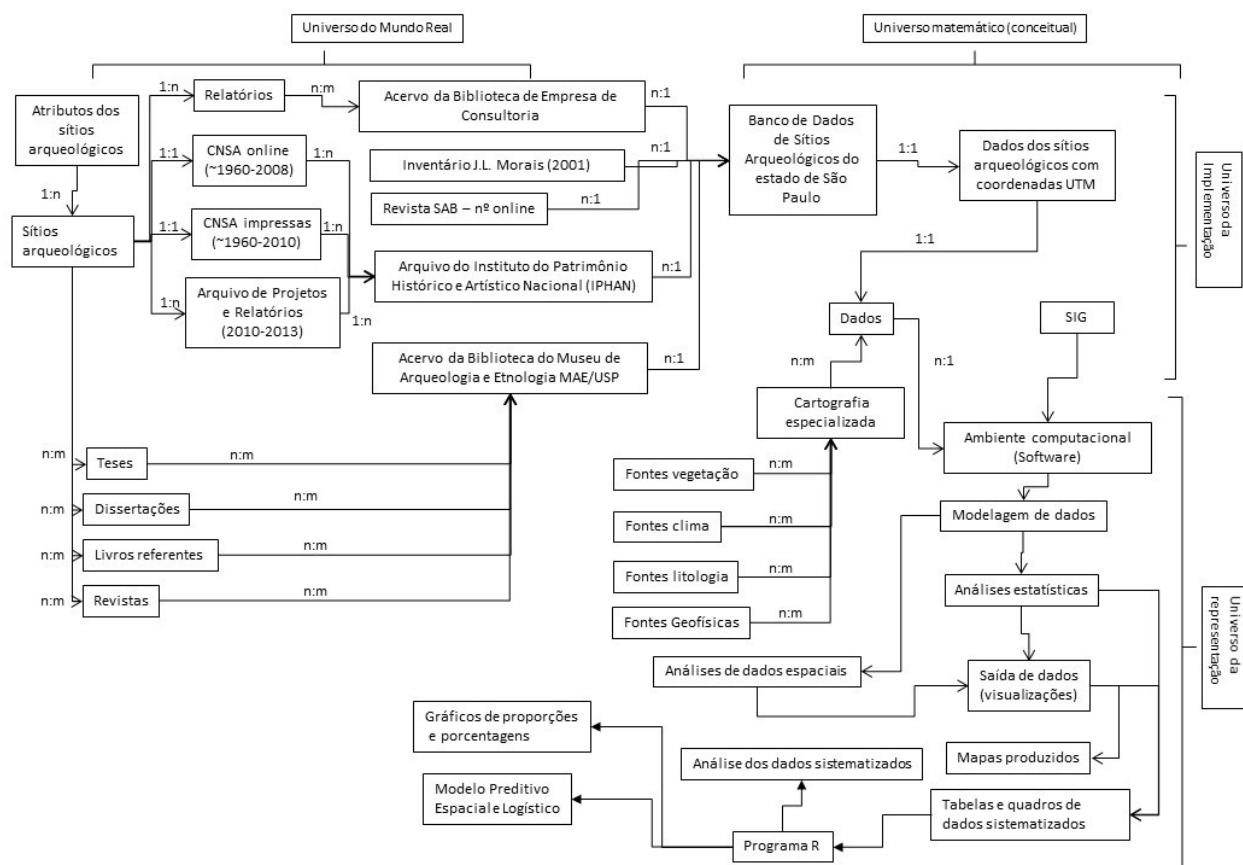 Universo do Mundo Real
Universo matemático (conceitual)
Atributos dos
sítios
arqueológicos
1:n
Sítios
arqueológicos
1:n
Relatórios
n:m
Acervo da Biblioteca de Empresa de
Consultoria
n:1
1:1
CNSA online
(~1960-2008)
1:n
Inventário J.L. Morais (2001)
n:1
Revista SAB – nº online
n:1
1:1
CNSA impressas
(~1960-2010)
1:n
Arquivo do Instituto do Patrimônio
Histórico e Artístico Nacional (IPHAN)
n:1
1:n
Arquivo de Projetos
e Relatórios
(2010-2013)
1:n
Acervo da Biblioteca do Museu de
Arqueologia e Etnologia MAE/USP
n:1
n:m
Teses
n:m
n:m
Dissertações
n:m
n:m
Livros referentes
n:m
n:m
Revistas
n:m
Banco de Dados
de Sítios
Arqueológicos do
estado de São
Paulo
1:1
Dados dos sítios
arqueológicos com
coordenadas UTM
1:1
Universo da
Implementação
Dados
SIG
n:m
n:1
Cartografia
especializada
Ambiente computacional
(Software)
Fontes vegetação
n:m
Fontes clima
n:m
Fontes litologia
n:m
Fontes Geofísicas
n:m
Modelagem de dados
Análises estatísticas
Universo da
representação
Análises de dados espaciais
Saída de dados
(visualizações)
Gráficos de proporções
e porcentagens
Mapas produzidos
Análise dos dados sistematizados
Modelo Preditivo
Espacial e Logístico
Tabelas e quadros de
dados sistematizados
Programa R